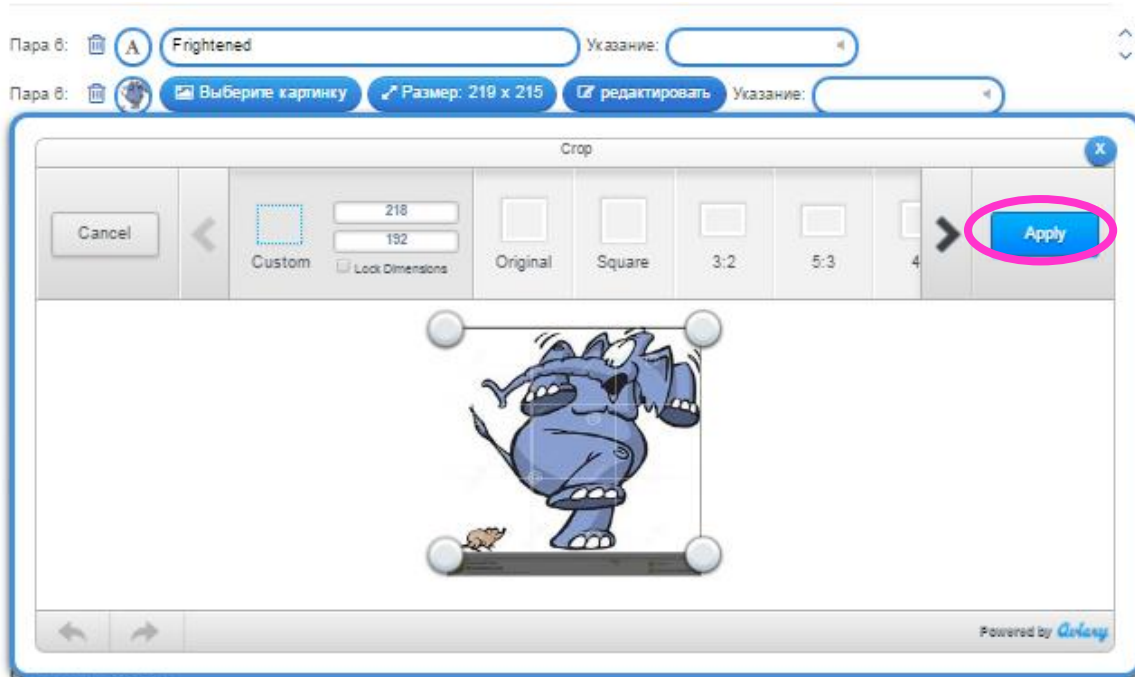 Пара 6: A Frightened Указание:
Пара 6: Выберите картинку Размер: 219 x 215 редактировать Указание:
Crop
X
Cancel Custom 218 192 Lock Dimensions Original Square 3:2 5:3 4 Apply
Powered by Aviary